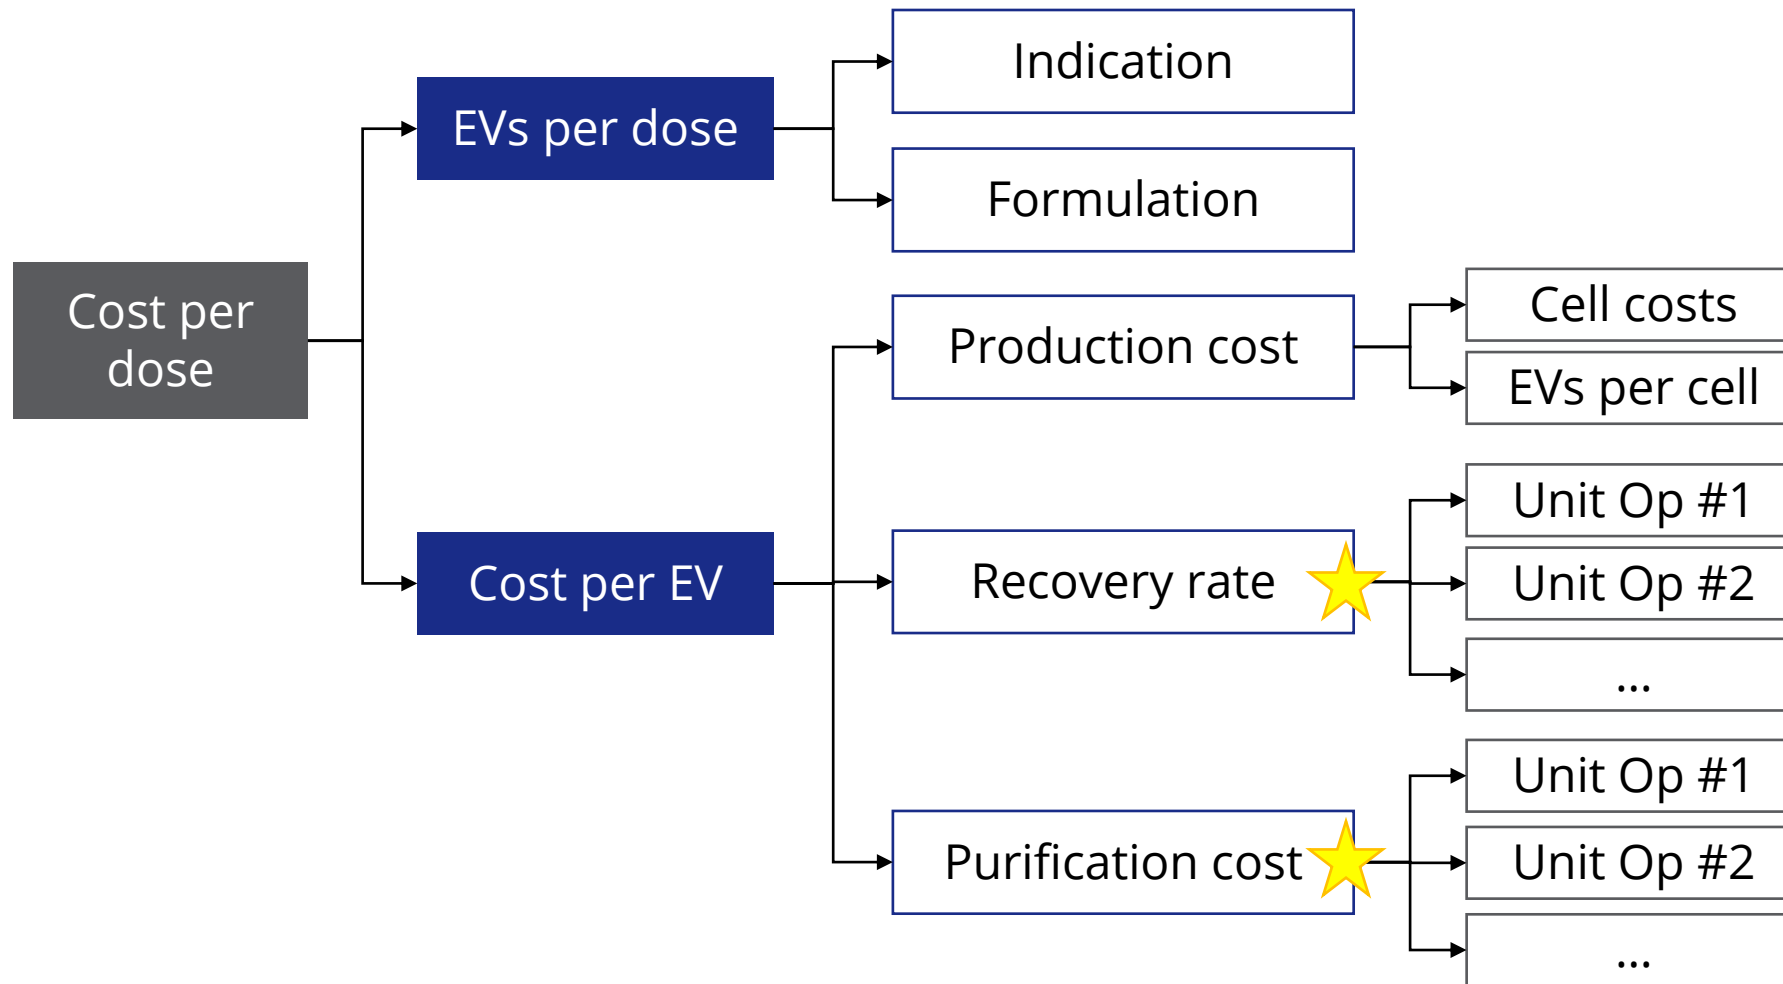 Cost per
dose
EVs per dose
Cost per EV
Indication
Formulation
Production cost
Recovery rate
Purification cost
Cell costs
EVs per cell
Unit Op #1
Unit Op #2
...
Unit Op #1
Unit Op #2
...